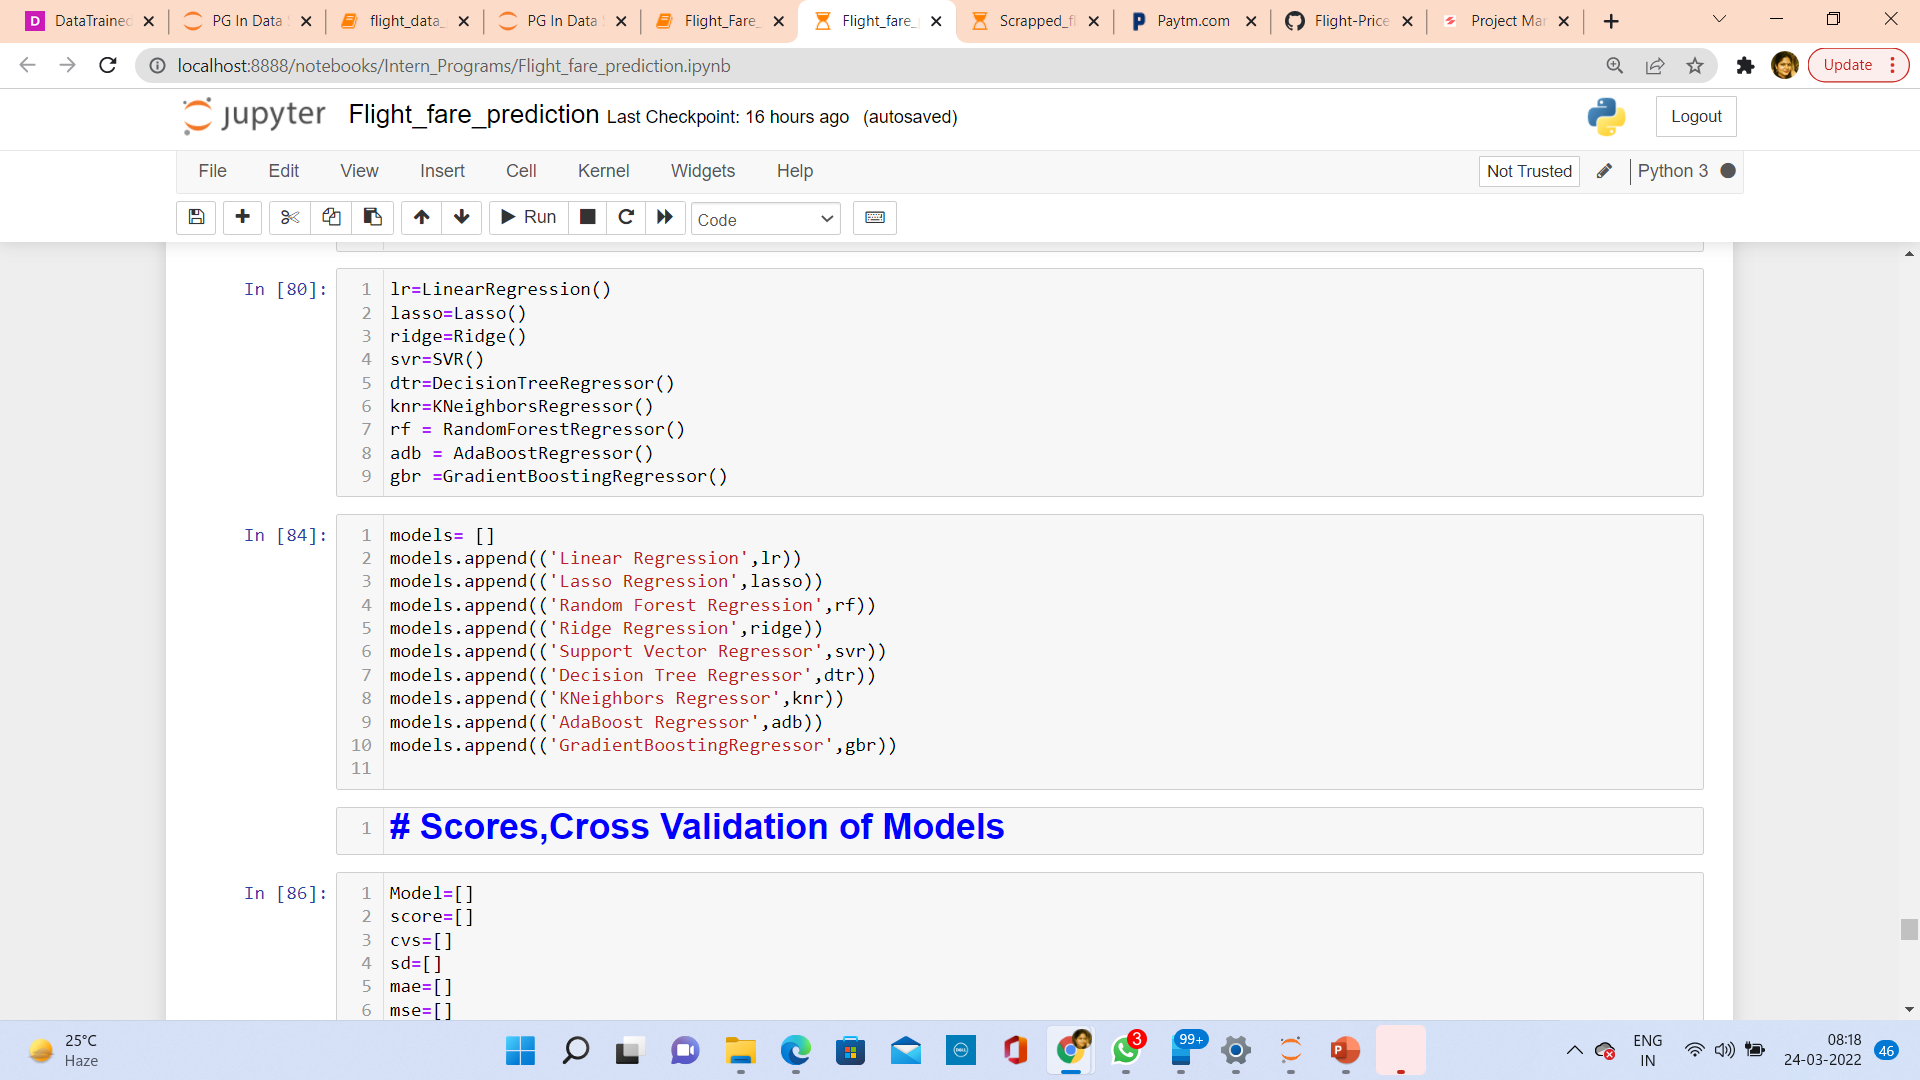 DataTrained
PG In Data
flight_data_
PG In Data
Flight_Fare_
Flight_fare_
Scrapped_fl
Paytm.com
Flight-Price
Project Mar
localhost:8888/notebooks/Intern_Programs/Flight_fare_prediction.ipynb
Update
jupyter Flight_fare_prediction Last Checkpoint: 16 hours ago (autosaved)
Logout
File Edit View Insert Cell Kernel Widgets Help
Not Trusted
Python 3
Run
Code
In [80]:
1 lr=LinearRegression()
2 lasso=Lasso()
3 ridge=Ridge()
4 svr=SVR()
5 dtr=DecisionTreeRegressor()
6 knr=KNeighborsRegressor()
7 rf = RandomForestRegressor()
8 adb = AdaBoostRegressor()
9 gbr =GradientBoostingRegressor()
In [84]:
1 models= []
2 models.append(('Linear Regression',lr))
3 models.append(('Lasso Regression',lasso))
4 models.append(('Random Forest Regression',rf))
5 models.append(('Ridge Regression',ridge))
6 models.append(('Support Vector Regressor',svr))
7 models.append(('Decision Tree Regressor',dtr))
8 models.append(('KNeighbors Regressor',knr))
9 models.append(('AdaBoost Regressor',adb))
10 models.append(('GradientBoostingRegressor',gbr))
11
1 # Scores,Cross Validation of Models
In [86]:
1 Model=[]
2 score=[]
3 cvs=[]
4 sd=[]
5 mae=[]
6 mse=[]
25°C
Haze
3
99+
ENG
IN
08:18
24-03-2022
46